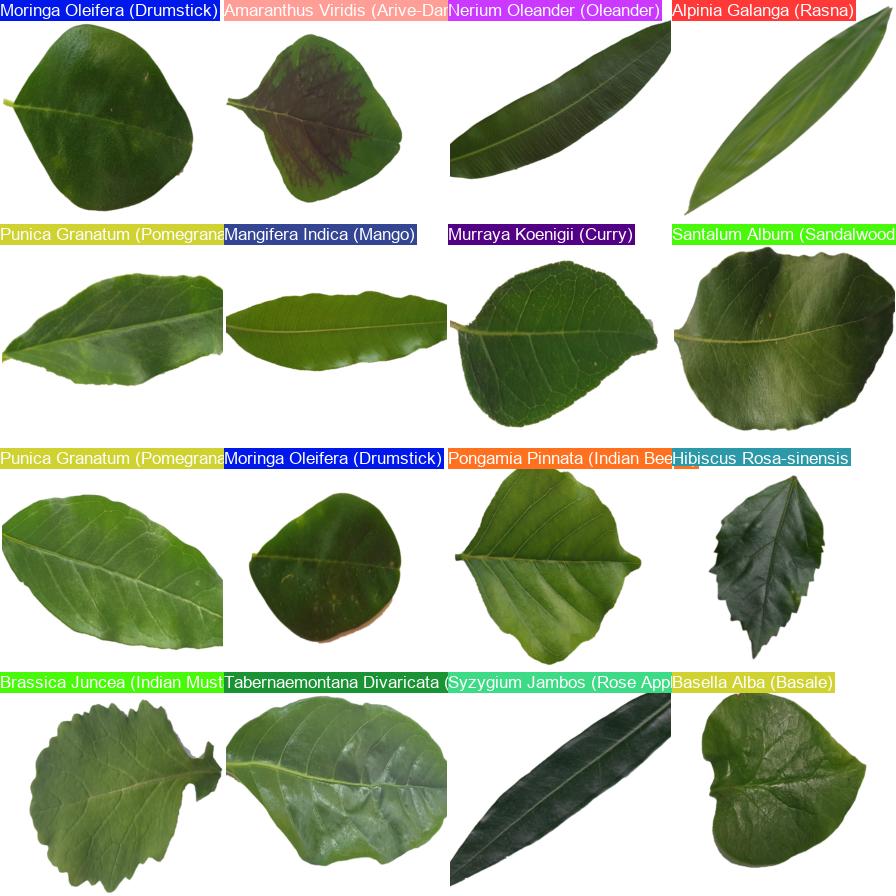 Moringa Oleifera (Drumstick)
Amaranthus Viridis (Arive-Dan
Nerium Oleander (Oleander)
Alpinia Galanga (Rasna)
Punica Granatum (Pomegrana
Mangifera Indica (Mango)
Murraya Koenigii (Curry)
Santalum Album (Sandalwood
Punica Granatum (Pomegrana
Moringa Oleifera (Drumstick)
Pongamia Pinnata (Indian Bee
Hibiscus Rosa-sinensis
Brassica Juncea (Indian Must
Tabernaemontana Divaricata (
Syzygium Jambos (Rose Appl
Basella Alba (Basale)